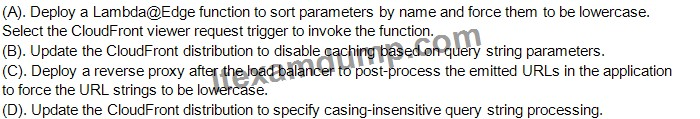 (A). Deploy a Lambda@Edge function to sort parameters by name and force them to be lowercase.
Select the CloudFront viewer request trigger to invoke the function.
(B). Update the CloudFront distribution to disable caching based on query string parameters.
(C). Deploy a reverse proxy after the load balancer to post-process the emitted URLs in the application
to force the URL strings to be lowercase.
(D). Update the CloudFront distribution to specify casing-insensitive query string processing.
itexamdump.com